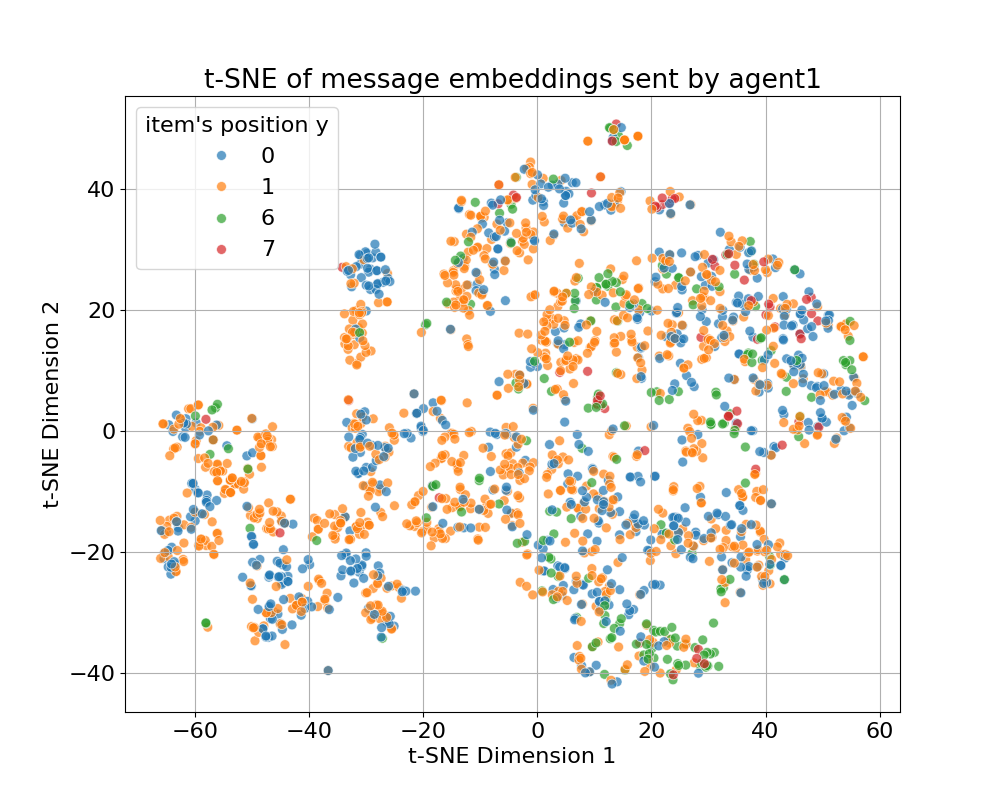 t-SNE of message embeddings sent by agent1
item's position y
0
1
6
7
40
20
0
−20
−40
t-SNE Dimension 2
−60 −40 −20 0 20 40 60
t-SNE Dimension 1